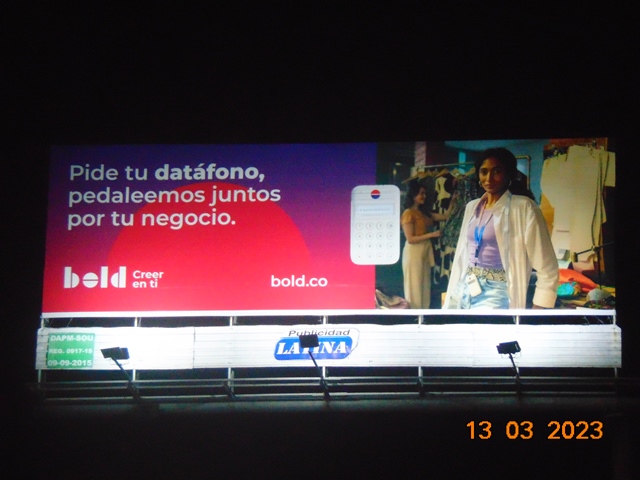 Pide tu datáfono,
pedaleemos juntos
por tu negocio.
bold Creer
en ti
bold.co
Publicidad
LATINA
DAPM-SOU
REG. 0917-15
09-09-2015
13 03 2023